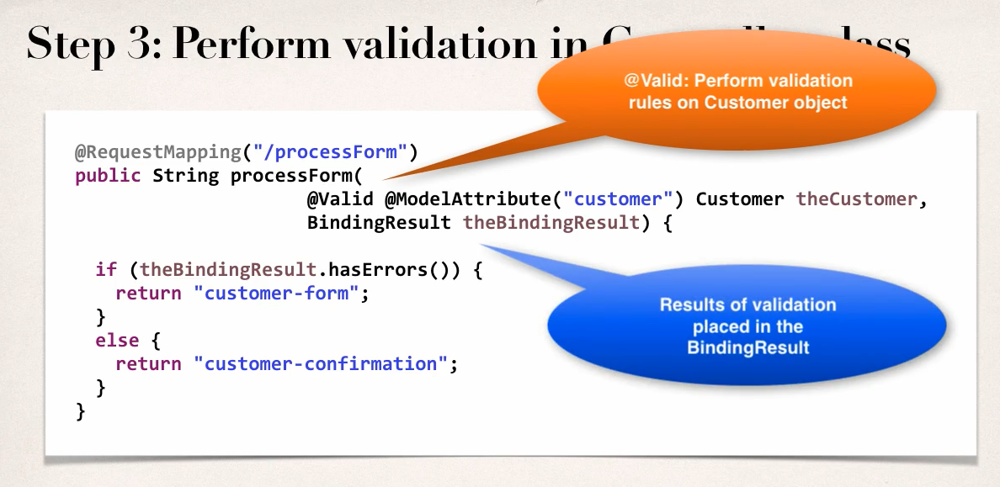 Step 3: Perform validation in
@Valid: Perform validation
rules on Customer object
@RequestMapping("/processForm")
public String processForm(
@Valid @ModelAttribute("customer") Customer theCustomer,
BindingResult theBindingResult) {
if (theBindingResult.hasErrors()) {
return "customer-form";
}
else {
return "customer-confirmation";
}
}
Results of validation
placed in the
BindingResult